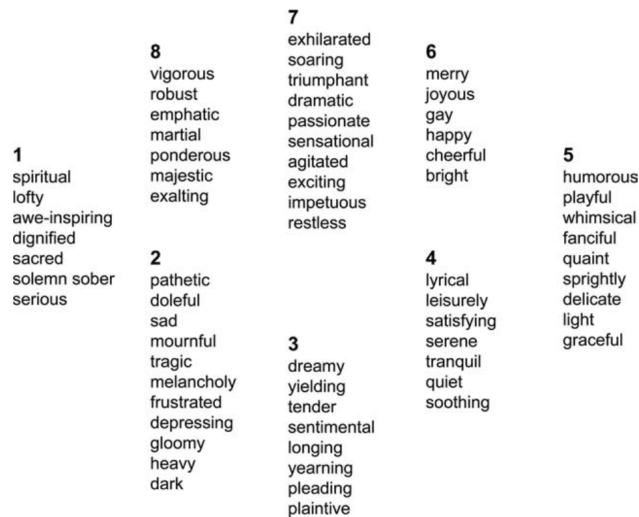 7
exhilarated
soaring
triumphant
dramatic
passionate
sensational
agitated
exciting
impetuous
restless
8
vigorous
robust
emphatic
martial
ponderous
majestic
exalting
6
merry
joyous
gay
happy
cheerful
bright
1
spiritual
lofty
awe-inspiring
dignified
sacred
solemn sober
serious
5
humorous
playful
whimsical
fanciful
quaint
sprightly
delicate
light
graceful
2
pathetic
doleful
sad
mournful
tragic
melancholy
frustrated
depressing
gloomy
heavy
dark
4
lyrical
leisurely
satisfying
serene
tranquil
quiet
soothing
3
dreamy
yielding
tender
sentimental
longing
yearning
pleading
plaintive